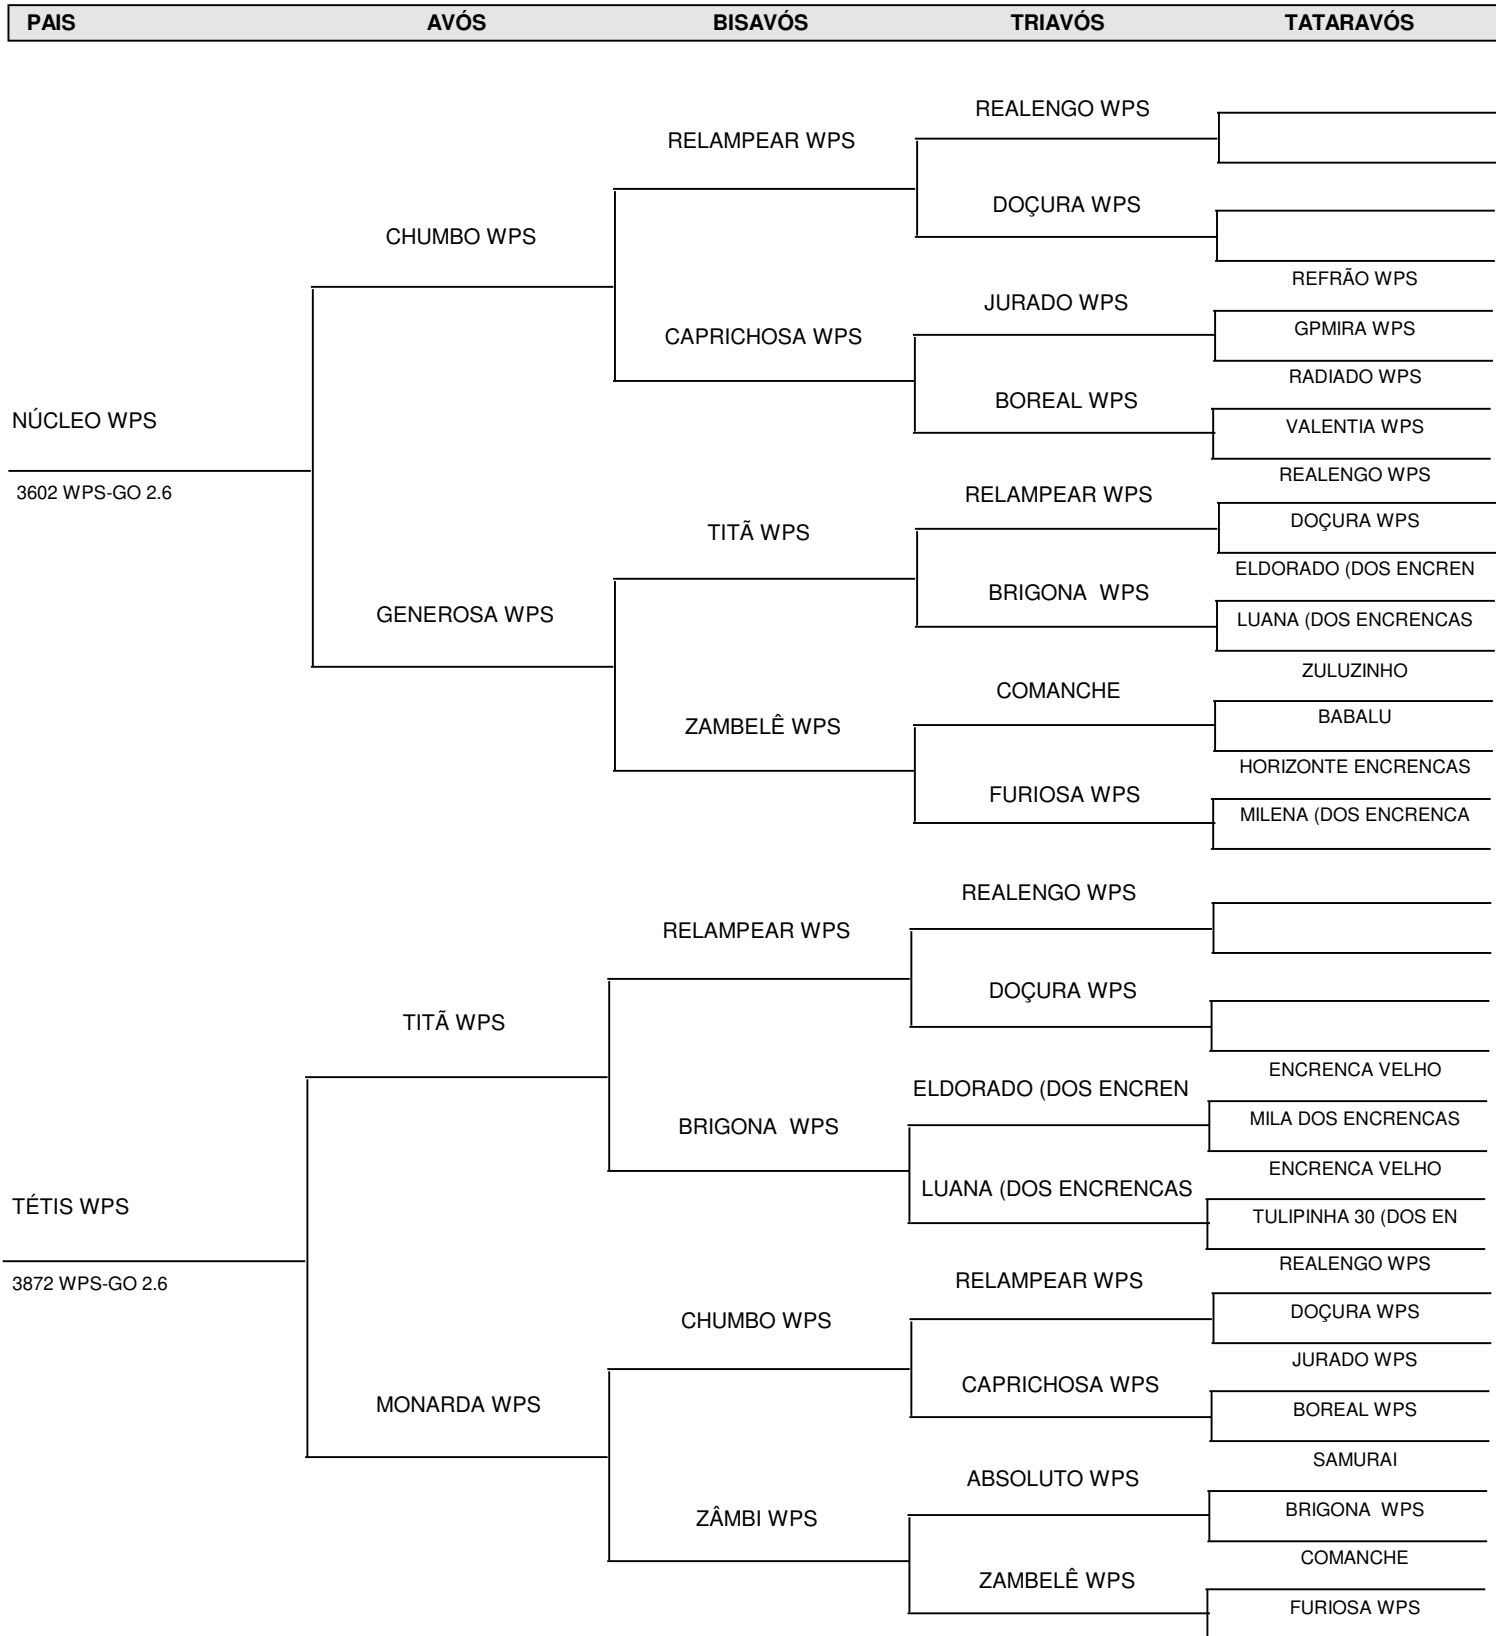 PAIS AVÓS BISAVÓS TRIAVÓS TATARAVÓS
REALENGO WPS
RELAMPEAR WPS
DOÇURA WPS
CHUMBO WPS
REFRÃO WPS
JURADO WPS
GPMIRA WPS
CAPRICHOSA WPS
RADIADO WPS
BOREAL WPS
NÚCLEO WPS
VALENTIA WPS
REALENGO WPS
3602 WPS-GO 2.6
RELAMPEAR WPS
DOÇURA WPS
TITÃ WPS
ELDORADO (DOS ENCREN
BRIGONA  WPS
GENEROSA WPS
LUANA (DOS ENCRENCAS
ZULUZINHO
COMANCHE
BABALU
ZAMBELÊ WPS
HORIZONTE ENCRENCAS
FURIOSA WPS
MILENA (DOS ENCRENCA
REALENGO WPS
RELAMPEAR WPS
DOÇURA WPS
TITÃ WPS
ENCRENCA VELHO
ELDORADO (DOS ENCREN
MILA DOS ENCRENCAS
BRIGONA  WPS
ENCRENCA VELHO
LUANA (DOS ENCRENCAS
TÉTIS WPS
TULIPINHA 30 (DOS EN
REALENGO WPS
3872 WPS-GO 2.6
RELAMPEAR WPS
DOÇURA WPS
CHUMBO WPS
JURADO WPS
CAPRICHOSA WPS
MONARDA WPS
BOREAL WPS
SAMURAI
ABSOLUTO WPS
BRIGONA  WPS
ZÂMBI WPS
COMANCHE
ZAMBELÊ WPS
FURIOSA WPS